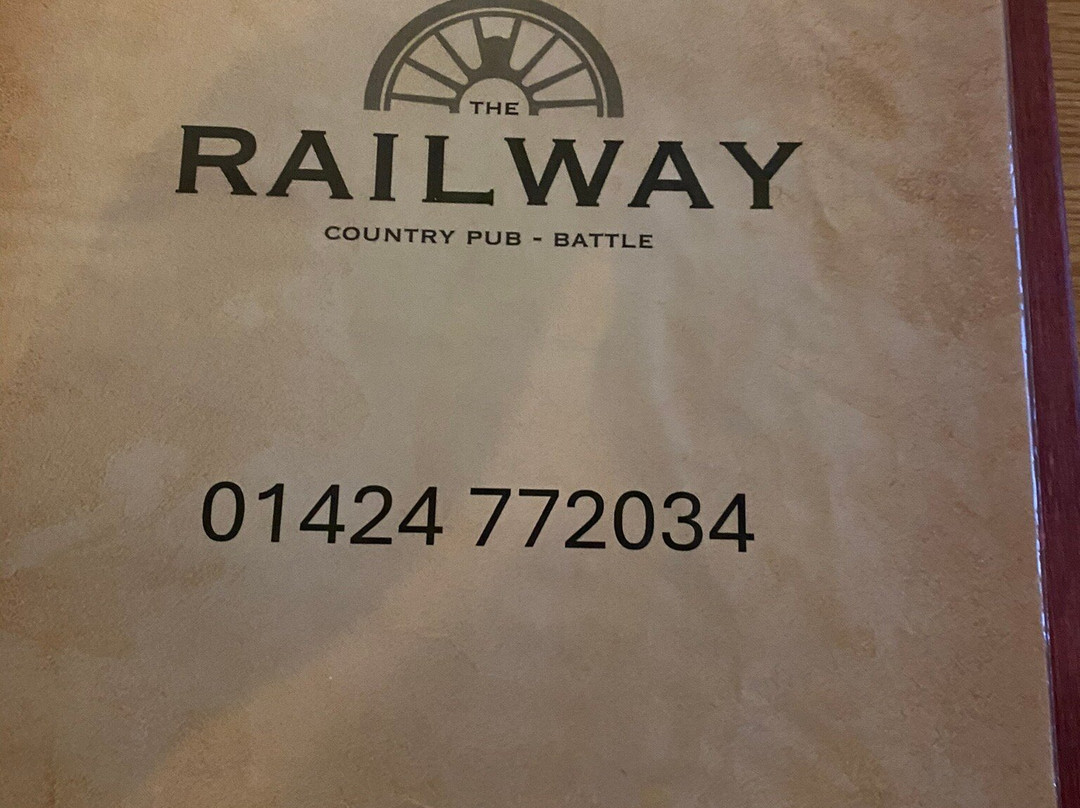 THE
RAILWAY
COUNTRY PUB - BATTLE
01424 772034